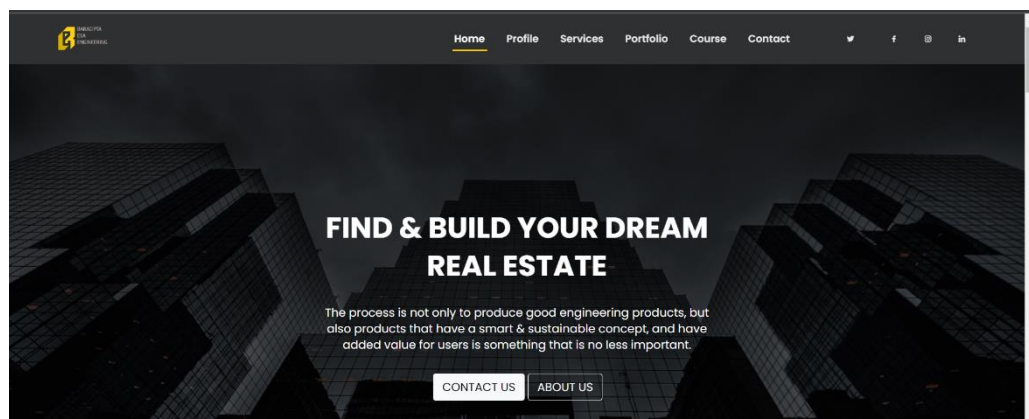 ESA
ENGINEERING
Home Profile Services Portfolio Course Contact
FIND & BUILD YOUR DREAM
REAL ESTATE
The process is not only to produce good engineering products, but
also products that have a smart & sustainable concept, and have
added value for users is something that is no less important.
CONTACT US ABOUT US